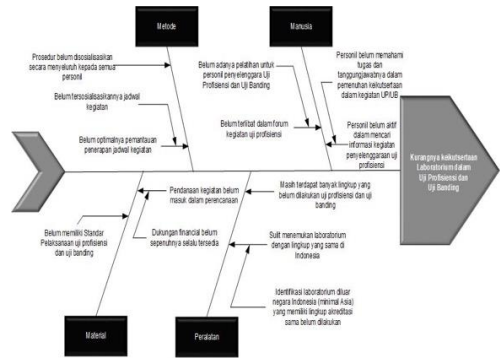 Metode
Manusia
Prosedur belum disosialisasikan
secara menyeluruh kepada semua
personil
Belum tersosialisasikannya jadwal
kegiatan
Belum optimalnya pemantauan
penerapan jadwal kegiatan
Belum adanya pelatihan untuk
personil penyelenggara Uji
Profisiensi dan Uji Banding
Belum terlibat dalam forum
kegiatan uji profisiensi
Personil belum memahami
tugas dan
tanggungjawabnya dalam
pemenuhan keikutsertaan
dalam kegiatan UP/UB
Personil belum aktif
dalam mencari
informasi kegiatan
penyelenggaraan uji
profisiensi
Kurangnya keikutsertaan
Laboratorium dalam
Uji Profisiensi dan
Uji Banding
Pendanaan kegiatan belum
masuk dalam perencanaan
Belum memiliki Standar
Pelaksanaan uji profisiensi
dan uji banding
Dukungan financial belum
sepenuhnya selalu tersedia
Masih terdapat banyak lingkup yang
belum dilakukan uji profisiensi dan uji
banding
Sulit menemukan laboratorium
dengan lingkup yang sama di
Indonesia
Identifikasi laboratorium diluar
negara Indonesia (minimal Asia)
yang memiliki lingkup akreditasi
sama belum dilakukan
Material
Peralatan